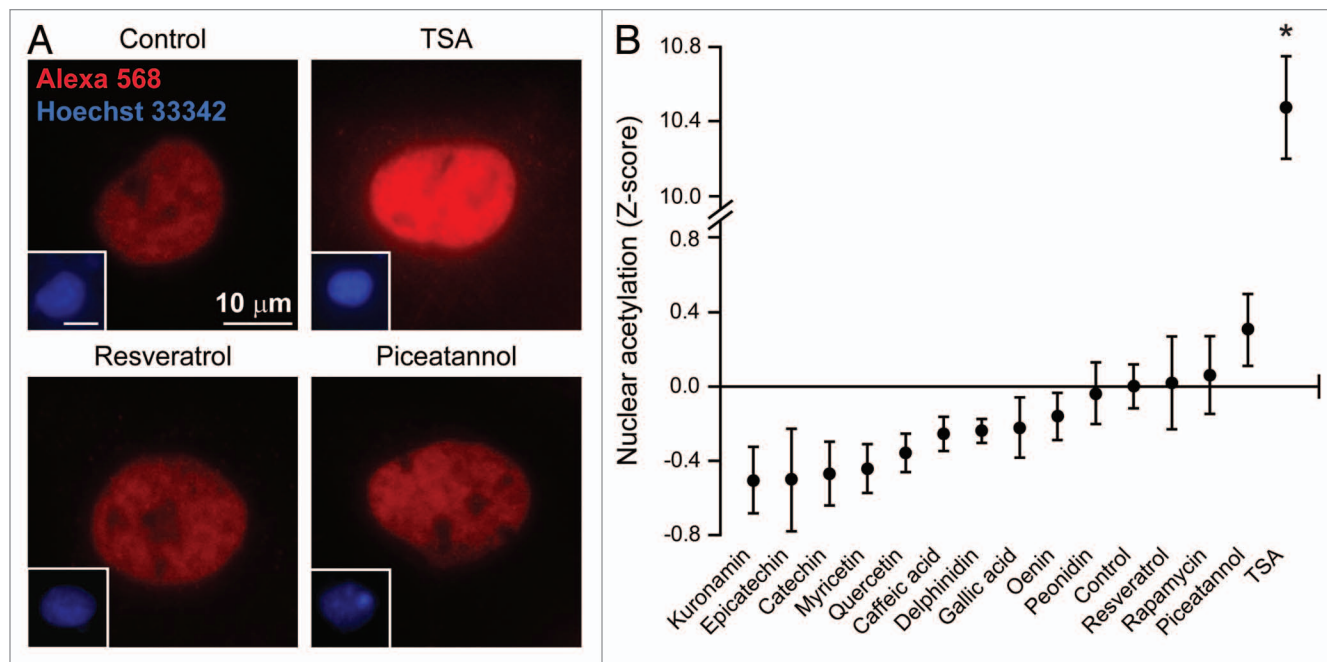 A
Control
TSA
Alexa 568
Hoechst 33342
10 μm
Resveratrol
Piceatannol
B
Nuclear acetylation (Z-score)
10.8
10.4
10.0
0.8
0.4
0.0
-0.4
-0.8
*
Kuronamin
Epicatechin
Catechin
Myricetin
Quercetin
Caffeic acid
Delphinidin
Gallic acid
Oenin
Peonidin
Control
Resveratrol
Rapamycin
Piceatannol
TSA